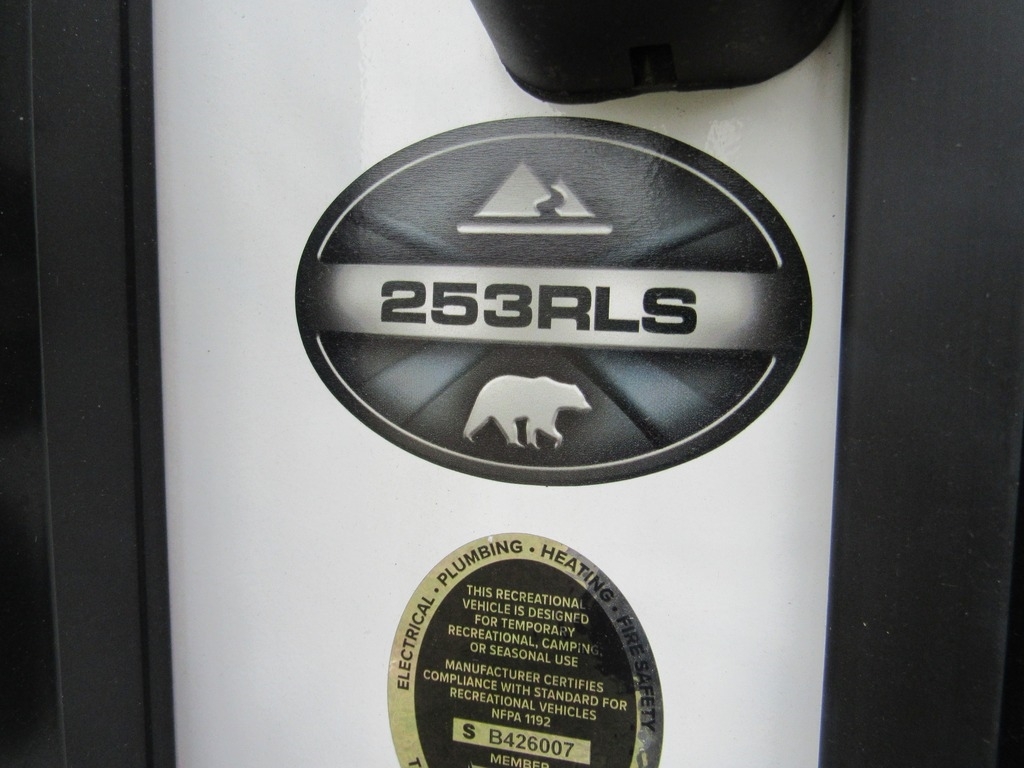 253RLS
ELECTRICAL • PLUMBING • HEATING • FIRE SAFETY •
THIS RECREATIONAL
VEHICLE IS DESIGNED
FOR TEMPORARY
RECREATIONAL, CAMPING,
OR SEASONAL USE
MANUFACTURER CERTIFIES
COMPLIANCE WITH STANDARD FOR
RECREATIONAL VEHICLES
NFPA 1192
S B426007
MEMBER